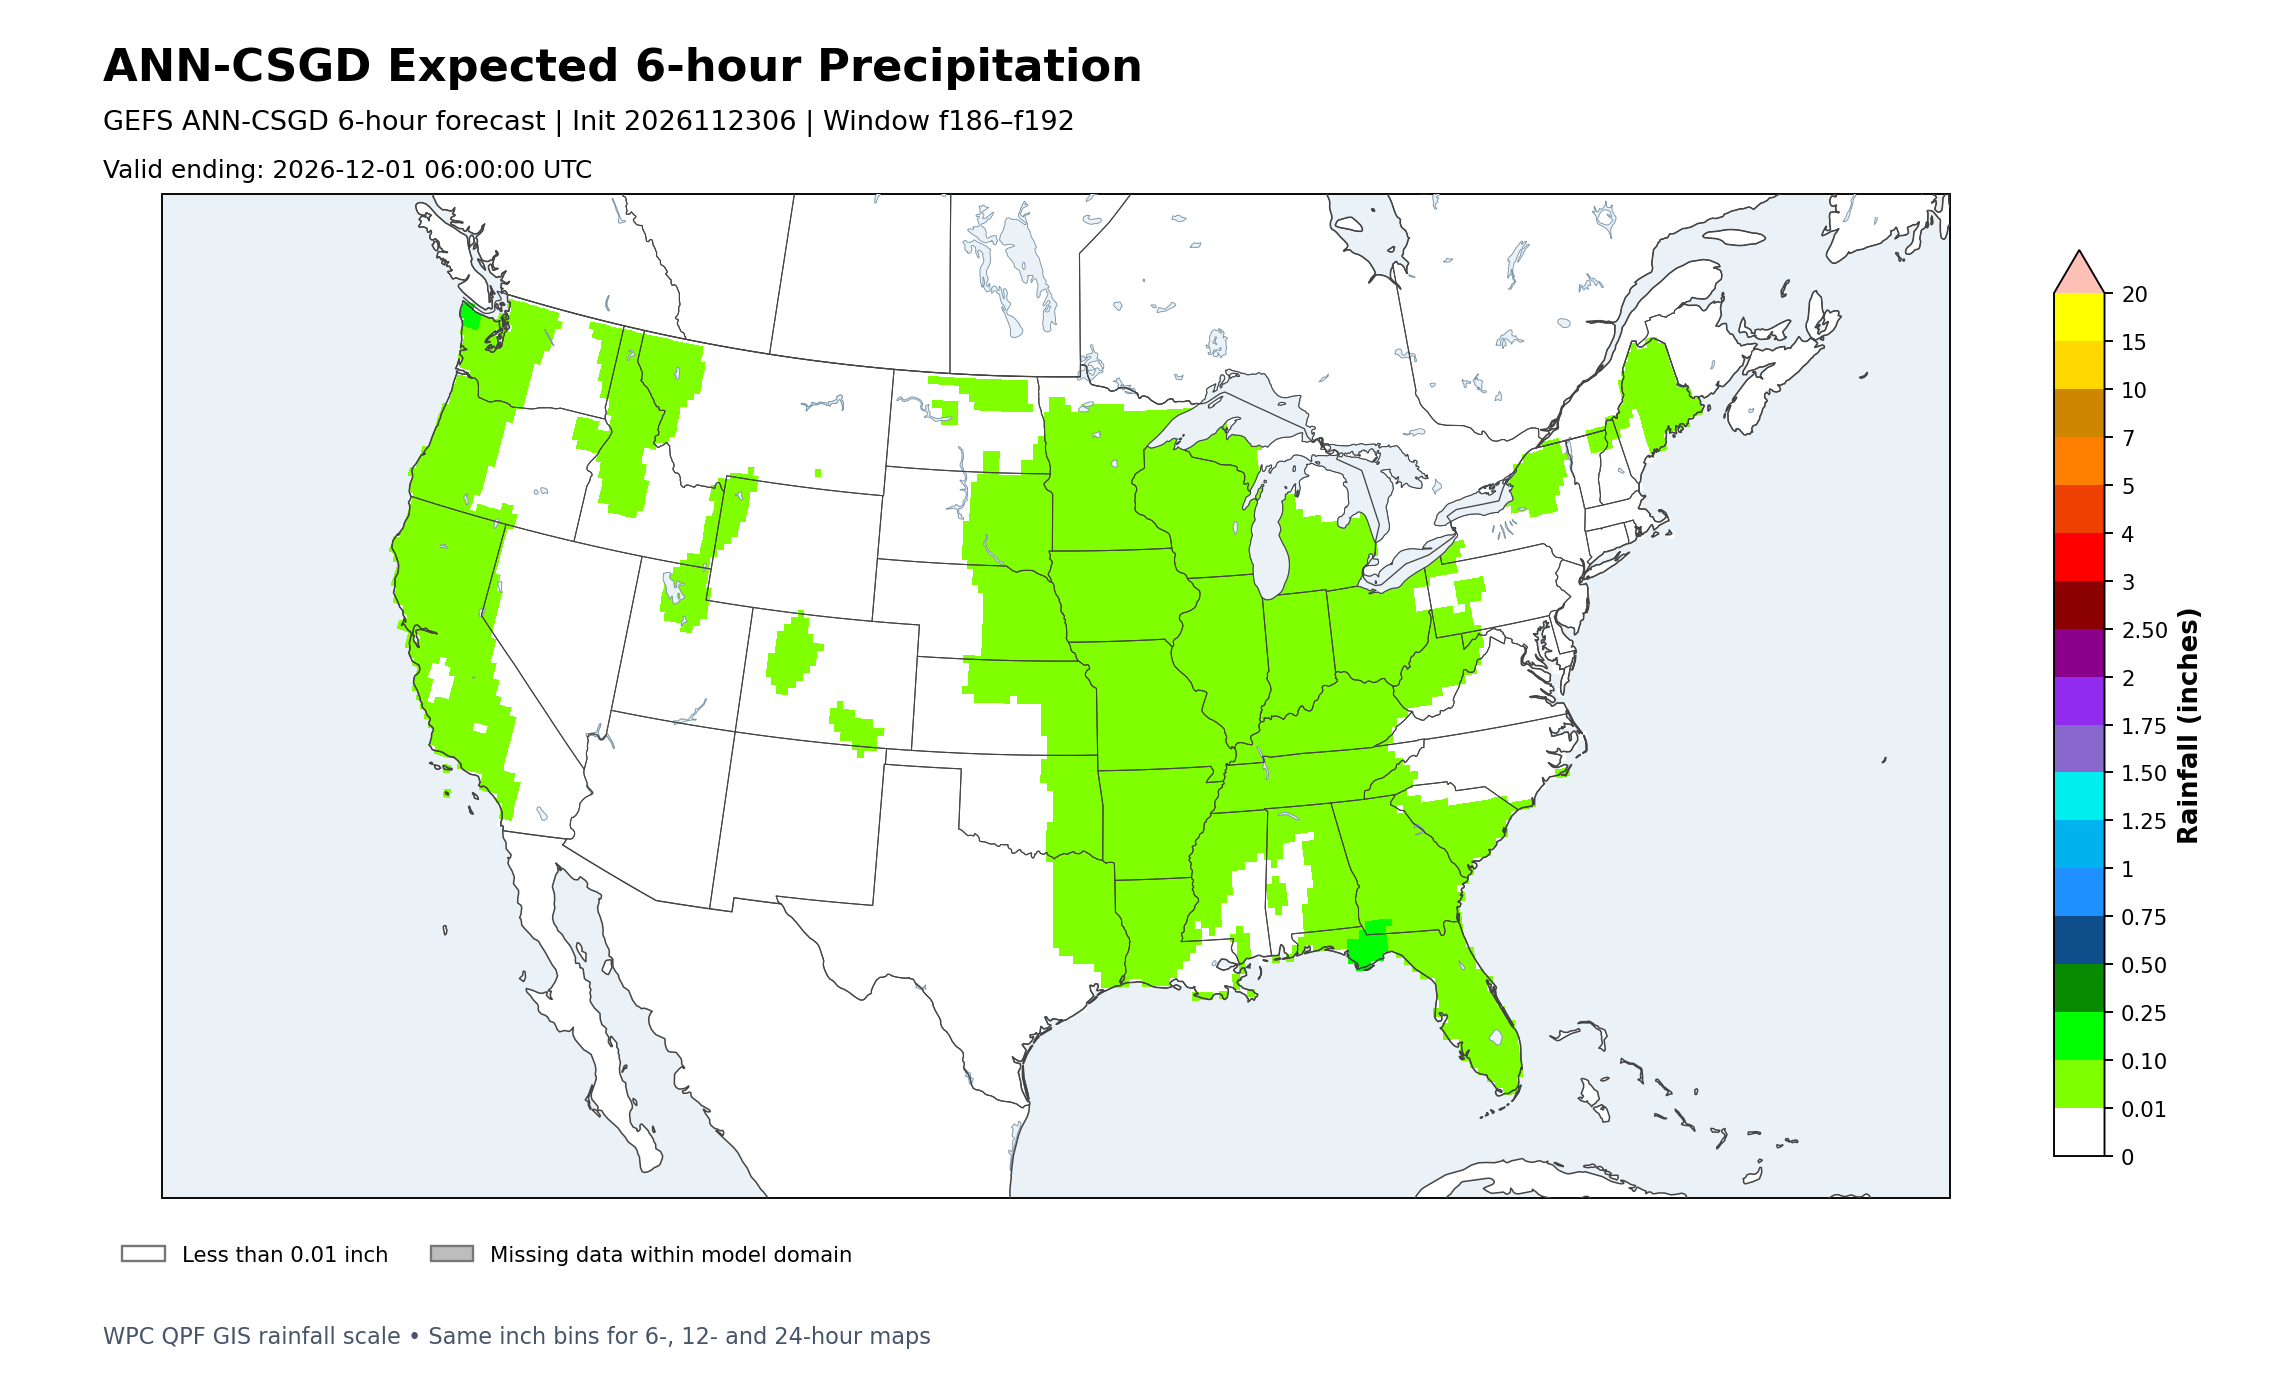 ANN-CSGD Expected 6-hour Precipitation
GEFS ANN-CSGD 6-hour forecast | Init 2026112306 | Window f186–f192
Valid ending: 2026-12-01 06:00:00 UTC
20
15
10
7
5
4
3
2.50
2
1.75
1.50
1.25
1
0.75
0.50
0.25
0.10
0.01
0
Rainfall (inches)
Less than 0.01 inch
Missing data within model domain
WPC QPF GIS rainfall scale • Same inch bins for 6-, 12- and 24-hour maps